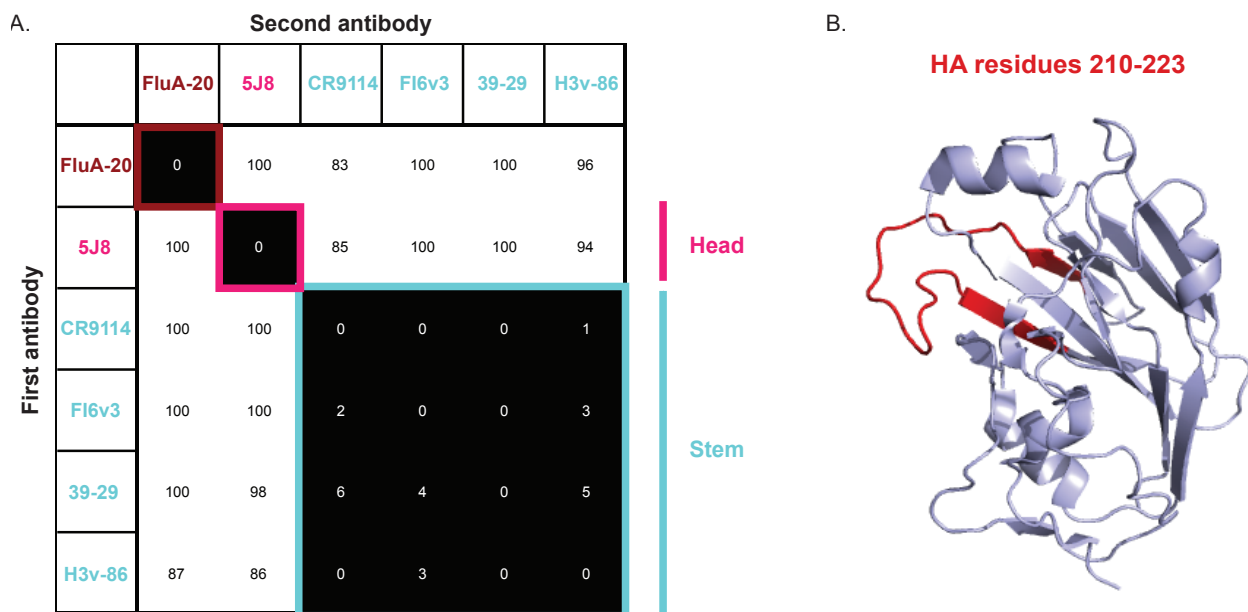 A.
Second antibody
B.
HA residues 210-223
FluA-20 5J8 CR9114 FI6v3 39-29 H3v-86
FluA-20 0 100 83 100 100 96
5J8 100 0 85 100 100 94
CR9114 100 100 0 0 0 1
FI6v3 100 100 2 0 0 3
39-29 100 98 6 4 0 5
H3v-86 87 86 0 3 0 0
First antibody
Head
Stem